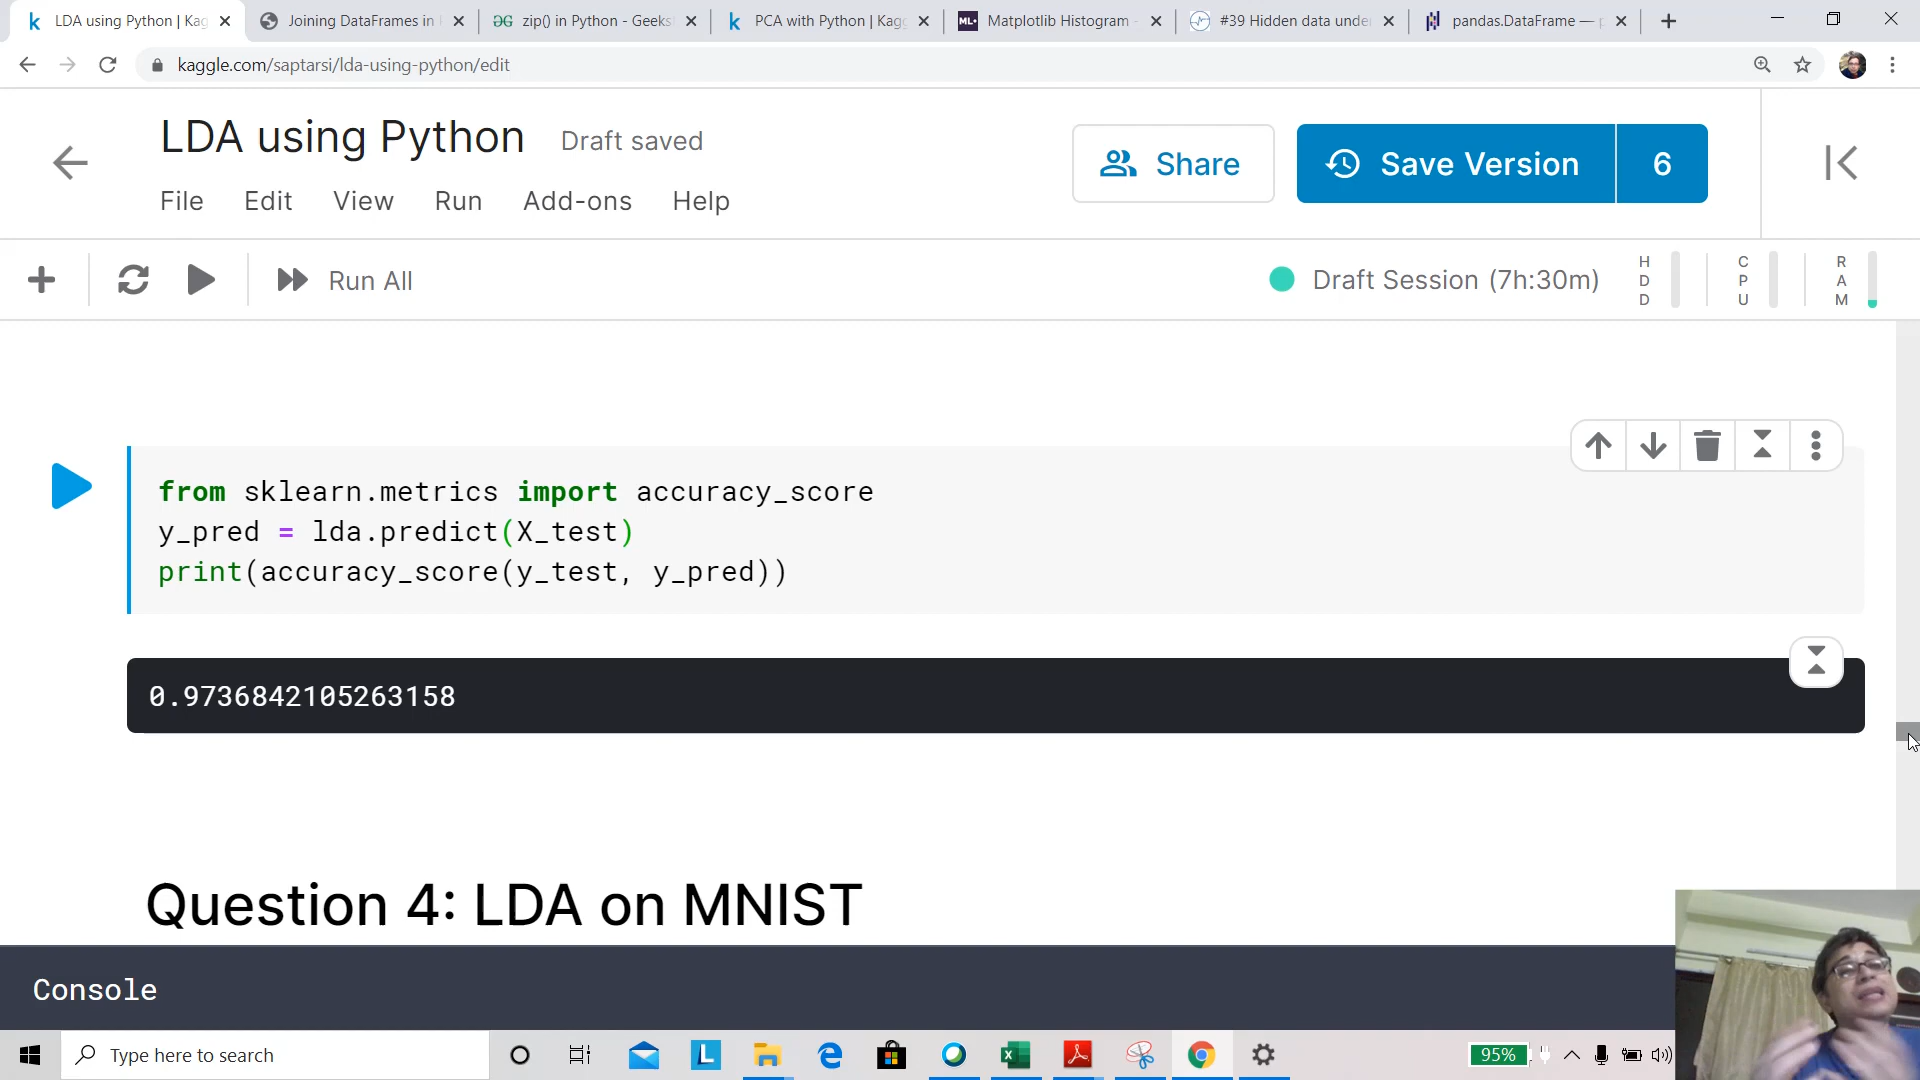 LDA using Python | Kag
Joining DataFrames in
zip() in Python - Geeks
PCA with Python | Kagg
Matplotlib Histogram -
#39 Hidden data unde
pandas.DataFrame — p
kaggle.com/saptarsi/lda-using-python/edit
LDA using Python
Draft saved
Share
Save Version
6
File
Edit
View
Run
Add-ons
Help
Run All
Draft Session (7h:30m)
HDD
CPU
RAM
from sklearn.metrics import accuracy_score
y_pred = lda.predict(X_test)
print(accuracy_score(y_test, y_pred))
0.9736842105263158
Question 4: LDA on MNIST
Console
Type here to search
95%